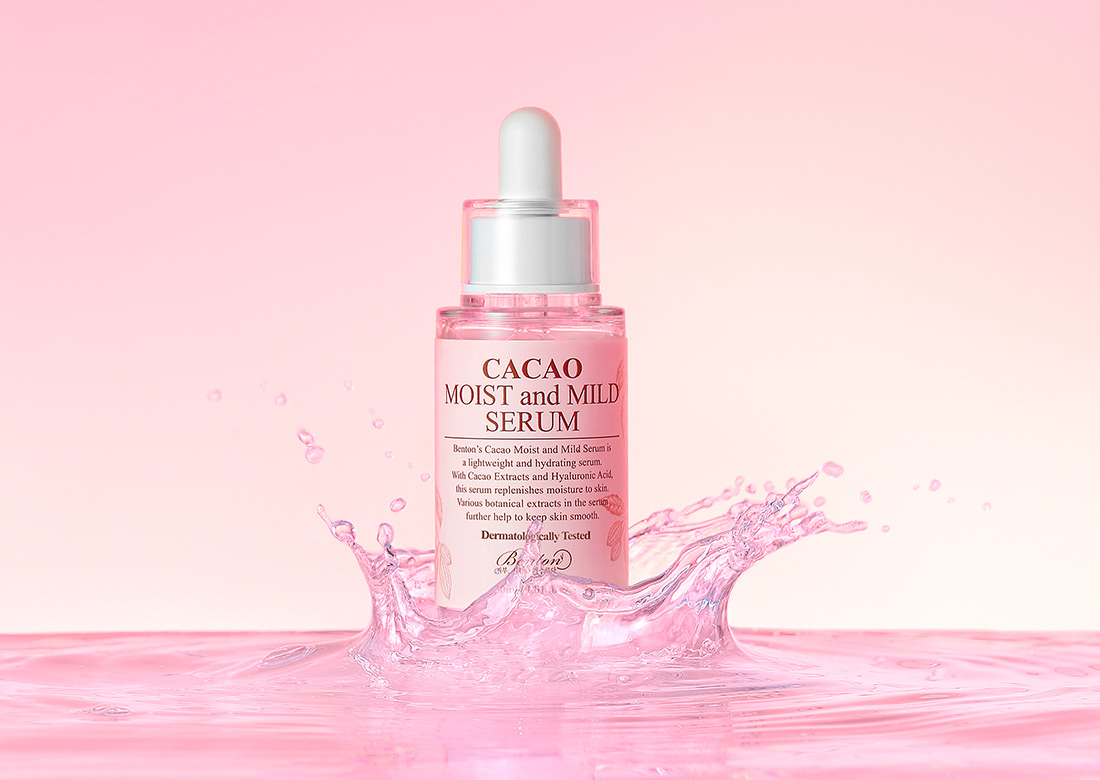 CACAO
MOIST and MILD
SERUM
Benton's Cacao Moist and Mild Serum is
a lightweight and hydrating serum.
With Cacao Extracts and Hyaluronic Acid,
this serum replenishes moisture to skin.
Various botanical extracts in the serum
further help to keep skin smooth.
Dermatologically Tested
Benton